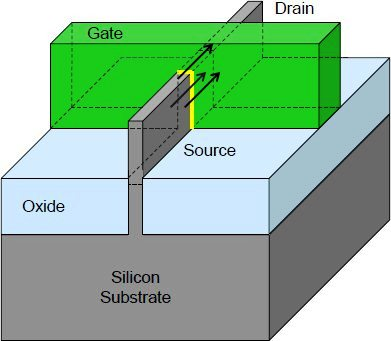 Drain
Gate
Source
Oxide
Silicon
Substrate